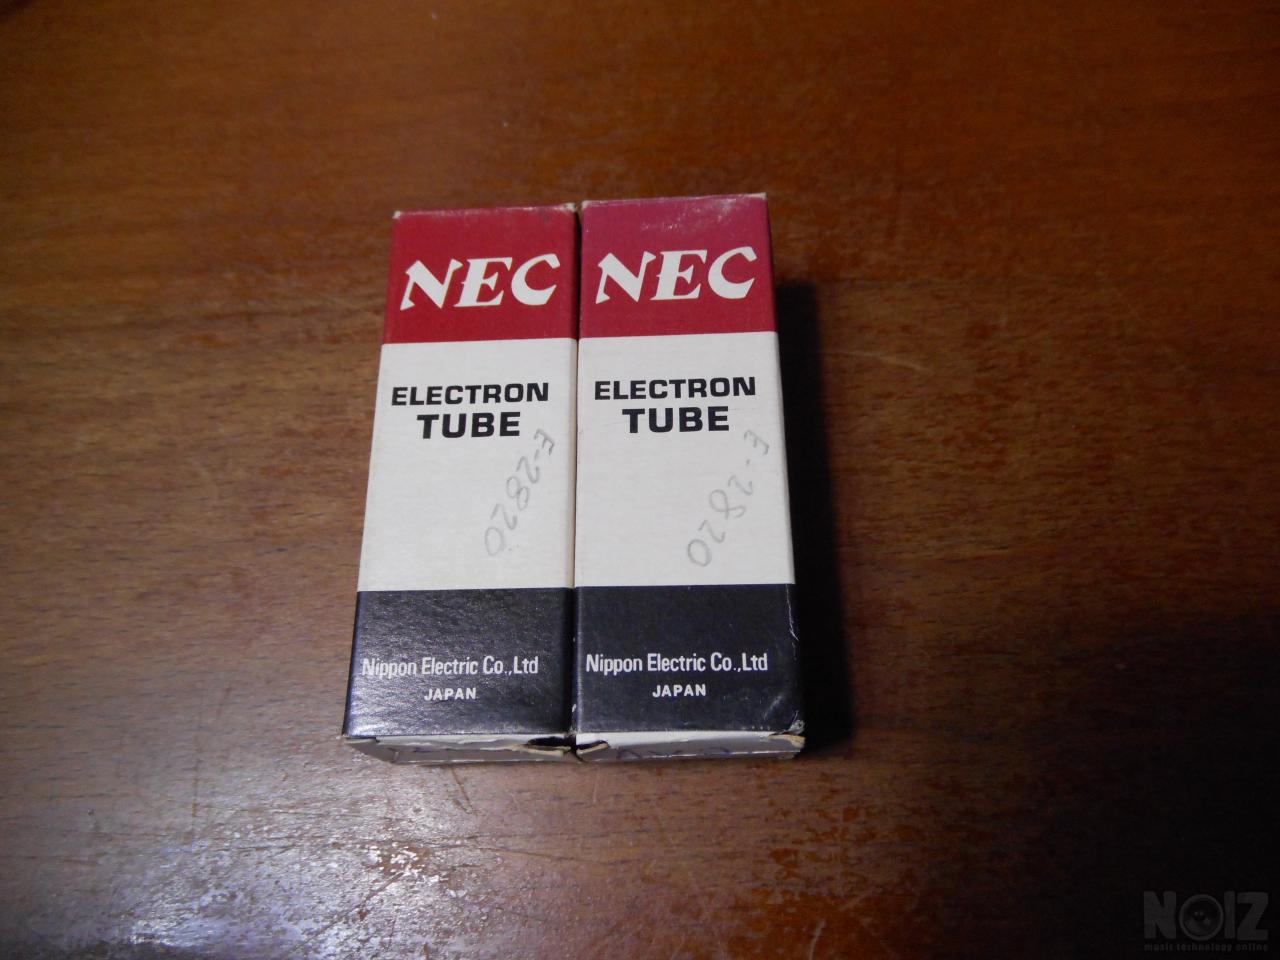 NEC
ELECTRON
TUBE
E-2820
Nippon Electric Co.,Ltd
JAPAN
NEC
ELECTRON
TUBE
E-2820
Nippon Electric Co.,Ltd
JAPAN
NOIZ
music technology online